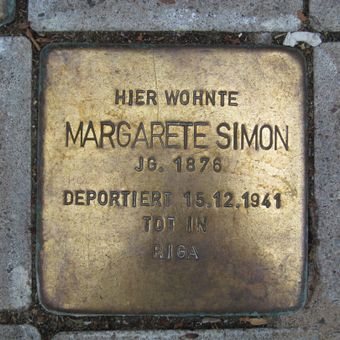 HIER WOHNTE
MARGARETE SIMON
JG. 1876
DEPORTIERT 15.12.1941
TOT IN
RIGA